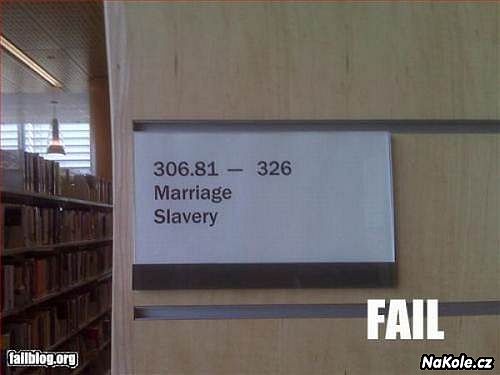 306.81 — 326
Marriage
Slavery
FAIL
failblog.org
NaKole.cz